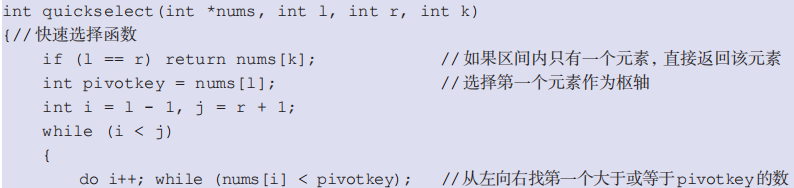 int quickselect(int *nums, int l, int r, int k)
{//快速选择函数
if (l == r) return nums[k]; //如果区间内只有一个元素，直接返回该元素
int pivotkey = nums[l]; //选择第一个元素作为枢轴
int i = l - 1, j = r + 1;
while (i < j)
{
do i++; while (nums[i] < pivotkey); //从左向右找第一个大于或等于pivotkey的数